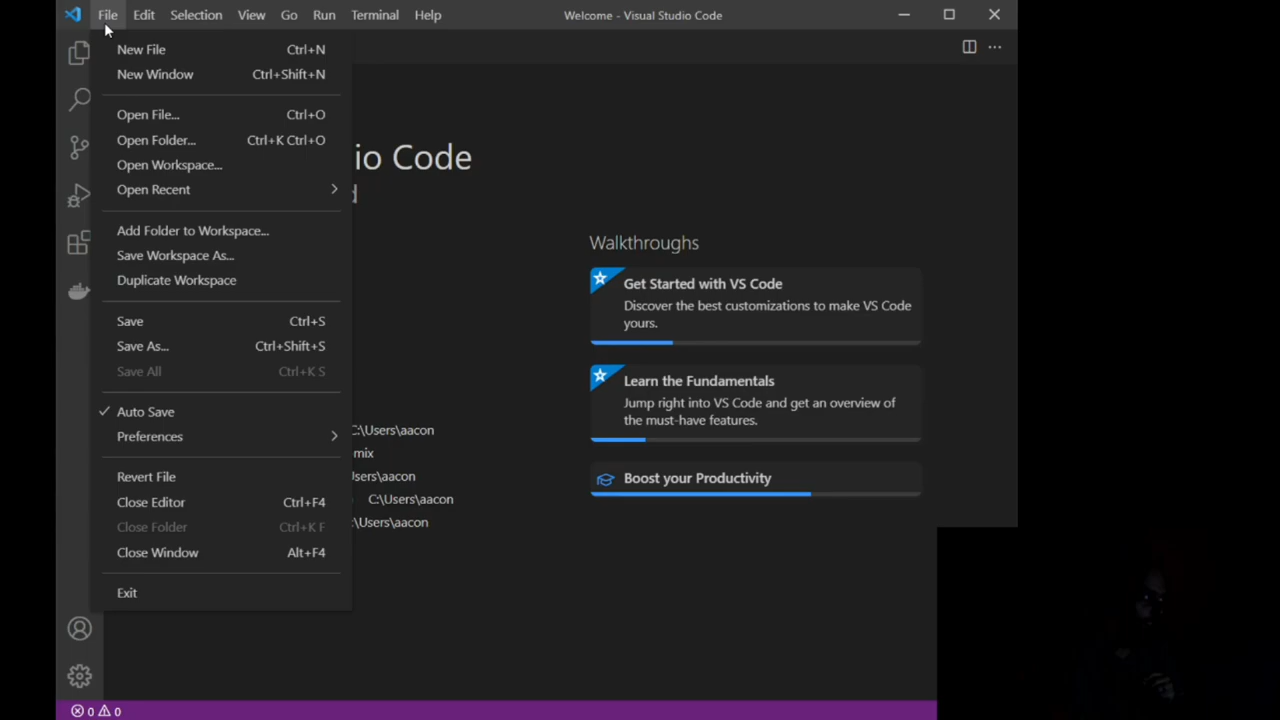 File Edit Selection View Go Run Terminal Help Welcome - Visual Studio Code
New File Ctrl+N
New Window Ctrl+Shift+N
Open File... Ctrl+O
Open Folder... Ctrl+K Ctrl+O
Open Workspace...
Open Recent
Add Folder to Workspace...
Save Workspace As...
Duplicate Workspace
Save Ctrl+S
Save As... Ctrl+Shift+S
Save All Ctrl+K S
Auto Save
Preferences
Revert File
Close Editor Ctrl+F4
Close Folder Ctrl+K F
Close Window Alt+F4
Exit
io Code
d
C:\Users\aacon
mix
Users\aacon
C:\Users\aacon
:\Users\aacon
Walkthroughs
Get Started with VS Code
Discover the best customizations to make VS Code
yours.
Learn the Fundamentals
Jump right into VS Code and get an overview of
the must-have features.
Boost your Productivity
0 0